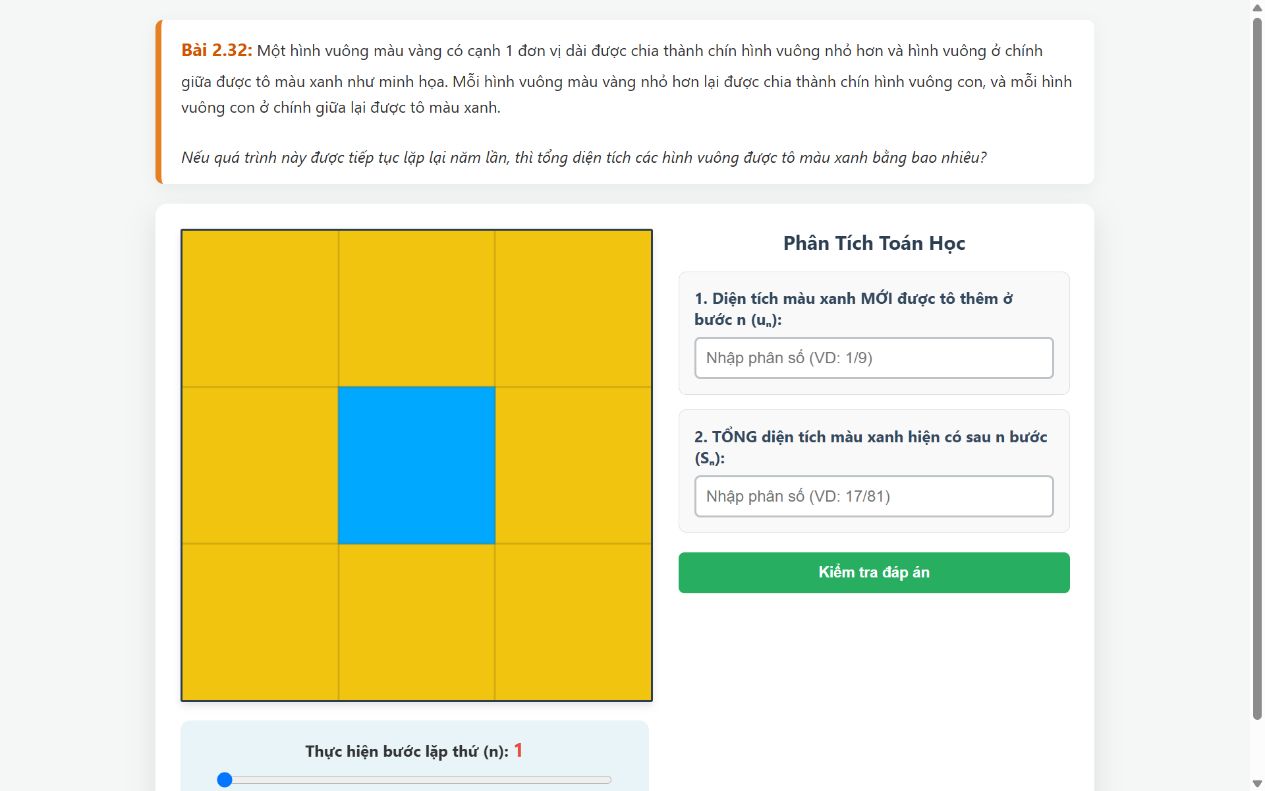 Bài 2.32: Một hình vuông màu vàng có cạnh 1 đơn vị dài được chia thành chín hình vuông nhỏ hơn và hình vuông ở chính
giữa được tô màu xanh như minh họa. Mỗi hình vuông màu vàng nhỏ hơn lại được chia thành chín hình vuông con, và mỗi hình
vuông con ở chính giữa lại được tô màu xanh.
Nếu quá trình này được tiếp tục lặp lại năm lần, thì tổng diện tích các hình vuông được tô màu xanh bằng bao nhiêu?
Phân Tích Toán Học
1. Diện tích màu xanh MỚI được tô thêm ở
bước n (uₙ):
Nhập phân số (VD: 1/9)
2. TỔNG diện tích màu xanh hiện có sau n bước
(Sₙ):
Nhập phân số (VD: 17/81)
Kiểm tra đáp án
Thực hiện bước lặp thứ (n): 1